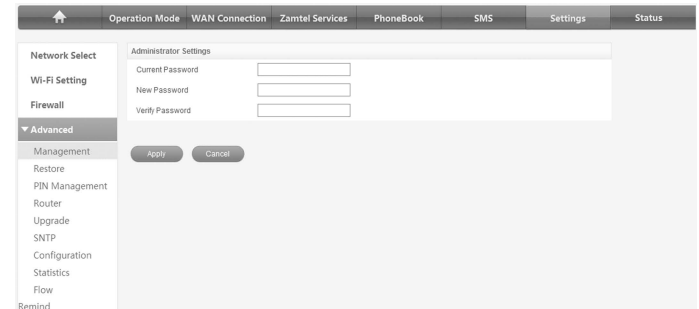 Operation Mode WAN Connection Zamtel Services PhoneBook SMS Settings Status
Network Select
Wi-Fi Setting
Firewall
Advanced
Management
Restore
PIN Management
Router
Upgrade
SNTP
Configuration
Statistics
Flow
Remind
Administrator Settings
Current Password
New Password
Verify Password
Apply Cancel